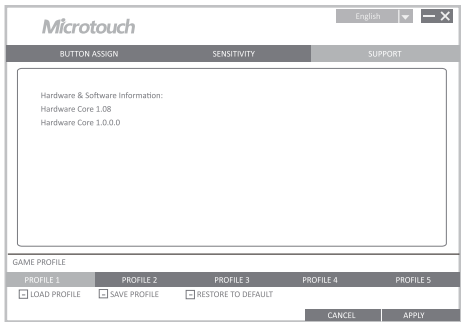 Microtouch
English
BUTTON ASSIGN SENSITIVITY SUPPORT
Hardware & Software Information:
Hardware Core 1.08
Hardware Core 1.0.0.0
GAME PROFILE
PROFILE 1 PROFILE 2 PROFILE 3 PROFILE 4 PROFILE 5
LOAD PROFILE SAVE PROFILE RESTORE TO DEFAULT
CANCEL APPLY